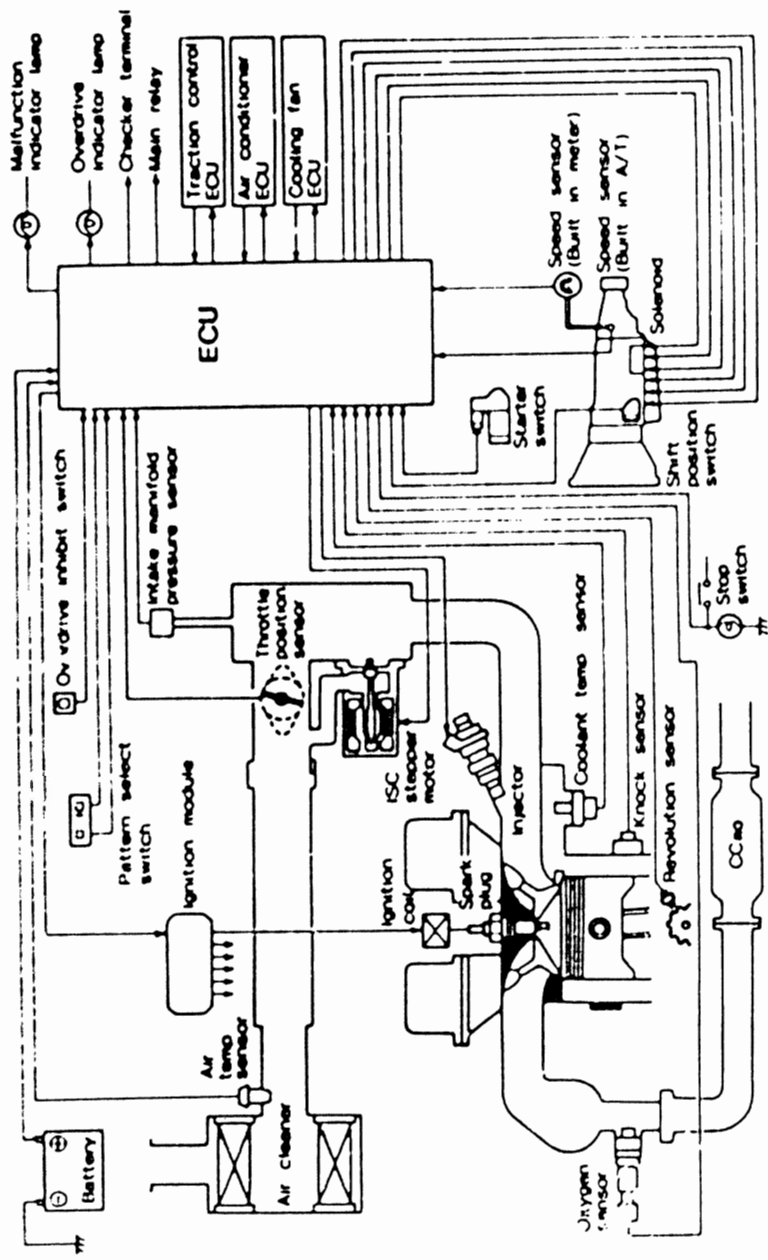 Malfunction
indicator lamp
Overdrive
indicator lamp
Checker terminal
Main relay
Traction control
ECU
Air conditioner
ECU
Cooling fan
ECU
ECU
Speed sensor
(Built in meter)
Speed sensor
(Built in A/T)
Solenoid
Shift
position
switch
Starter
switch
Overdrive inhibit switch
Intake manifold
pressure sensor
Throttle
position
sensor
Pattern select
switch
Ignition module
ISC
stepper
motor
Injector
Coolant temp sensor
Knock sensor
Revolution sensor
Stop
switch
Ignition
coil
Spark
plug
Air
temp
sensor
Battery
Air cleaner
Oxygen
sensor